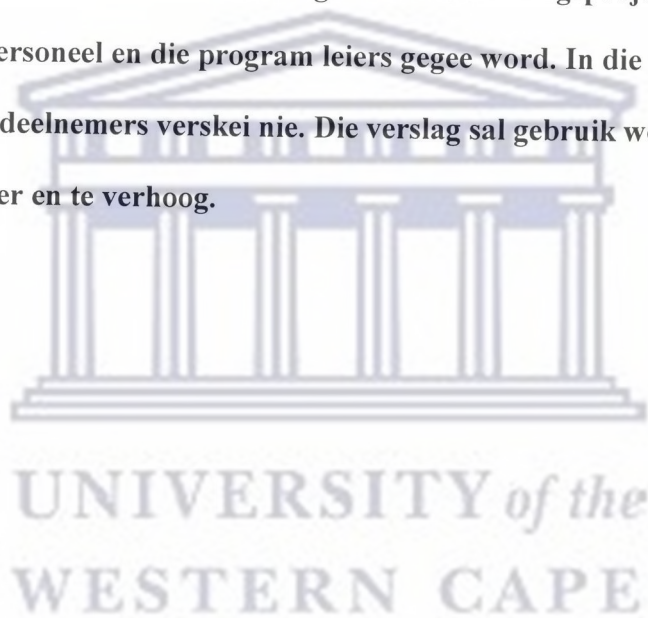 ersoneel en die program leiers gegee word. In die
deelnemers verskei nie. Die verslag sal gebruik w
er en te verhoog.
UNIVERSITY of the
WESTERN CAPE